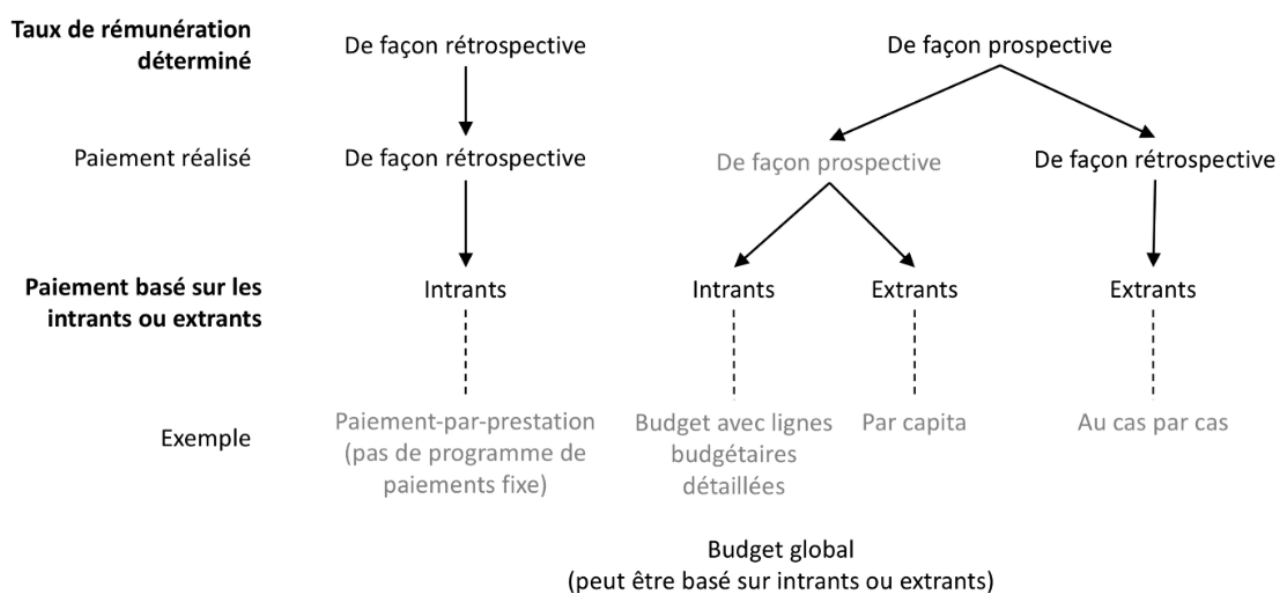 Taux de rémunération
déterminé
De façon rétrospective
De façon prospective
Paiement réalisé
De façon rétrospective
De façon prospective
De façon rétrospective
Paiement basé sur les
intrants ou extrants
Intrants
Intrants
Extrants
Extrants
Exemple
Paiement-par-prestation
(pas de programme de
paiements fixe)
Budget avec lignes
budgétaires
détaillées
Par capita
Au cas par cas
Budget global
(peut être basé sur intrants ou extrants)